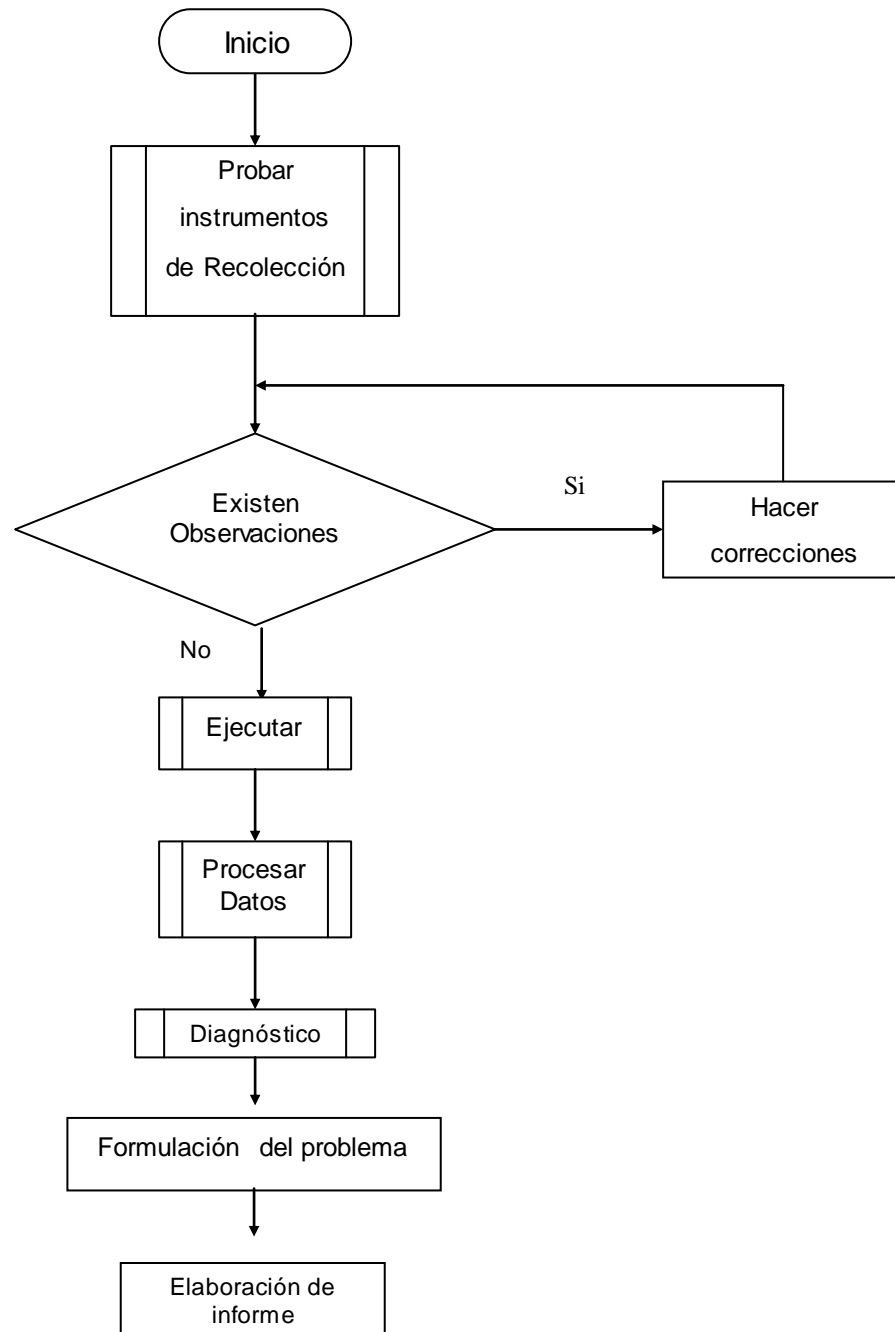 Inicio
Probar
instrumentos
de Recolección
Existen
Observaciones
Si
Hacer
correcciones
No
Ejecutar
Procesar
Datos
Diagnóstico
Formulación del problema
Elaboración de
informe